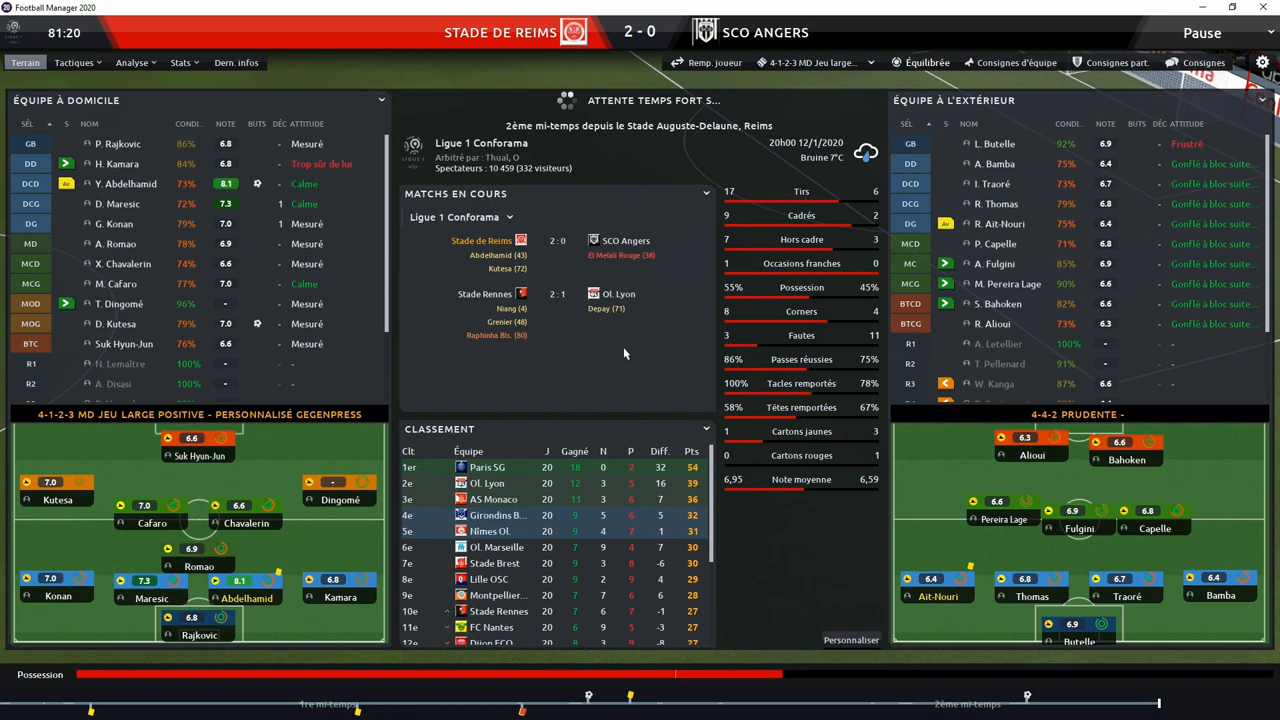 Football Manager 2020
81:20 STADE DE REIMS 2 - 0 SCO ANGERS Pause
Terrain Tactiques Analyse Stats Dern. infos Remp. joueur 4-1-2-3 MD Jeu large... Équilibrée Consignes d'équipe Consignes part. Consignes
ÉQUIPE À DOMICILE
SÉL S NOM CONDI... NOTE BUTS DÉC ATTITUDE
GB P. Rajkovic 86% 6.8 Mesuré
DD H. Kamara 84% 6.8 Trop sûr de lui
DCD Av Y. Abdelhamid 73% 8.1 Calme
DCG D. Maresic 72% 7.3 1 Calme
DG G. Konan 79% 7.0 1 Mesuré
MD A. Romao 78% 6.9 Mesuré
MCD X. Chavalerin 74% 6.6 Mesuré
MCG M. Cafaro 77% 7.0 Calme
MOD T. Dingomé 96% - Mesuré
MOG D. Kutesa 79% 7.0 Mesuré
BTC Suk Hyun-Jun 76% 6.6 Mesuré
R1 N. Lemaître 100% - - -
R2 A. Disasi 100% - - -
4-1-2-3 MD JEU LARGE POSITIVE - PERSONNALISÉ GEGENPRESS
6.6
Suk Hyun-Jun
7.0 -
Kutesa Dingomé
7.0 6.6
Cafaro Chavalerin
6.9
Romao
7.0 7.3 8.1 6.8
Konan Maresic Abdelhamid Kamara
6.8
Rajkovic
ATTENTE TEMPS FORT S...
2ème mi-temps depuis le Stade Auguste-Delaune, Reims
Ligue 1 Conforama 20h00 12/1/2020
Arbitré par : Thual, O Bruine 7°C
Spectateurs : 10 459 (332 visiteurs)
MATCHS EN COURS
Ligue 1 Conforama
Stade de Reims 2 : 0 SCO Angers
Abdelhamid (43) El Melali Rouge (38)
Kutesa (72)
Stade Rennes 2 : 1 Ol. Lyon
Niang (4) Depay (71)
Grenier (48)
Raphinha Bls. (80)
17 Tirs 6
9 Cadrés 2
7 Hors cadre 3
1 Occasions franches 0
55% Possession 45%
8 Corners 4
3 Fautes 11
86% Passes réussies 75%
100% Tacles remportés 78%
58% Têtes remportées 67%
1 Cartons jaunes 3
0 Cartons rouges 1
6,95 Note moyenne 6,59
Personnaliser
CLASSEMENT
Clt Équipe J Gagné N P Diff. Pts
1er Paris SG 20 18 0 2 32 54
2e Ol. Lyon 20 12 3 5 16 39
3e AS Monaco 20 11 3 6 7 36
4e Girondins B... 20 9 5 6 5 32
5e Nîmes Ol. 20 9 4 7 1 31
6e Ol. Marseille 20 9 3 8 7 30
7e Stade Brest 20 9 3 8 -6 30
8e Lille OSC 20 9 2 9 4 29
9e Montpellier... 20 7 7 6 6 28
10e Stade Rennes 20 7 6 7 -1 27
11e FC Nantes 20 6 9 5 -3 27
12e Dijon FCO 20 8 3 9 -8 27
ÉQUIPE À L'EXTÉRIEUR
SÉL S NOM CONDI... NOTE BUTS DÉC ATTITUDE
GB L. Butelle 92% 6.9 Frustré
DD A. Bamba 75% 6.4 Gonflé à bloc suite...
DCD I. Traoré 73% 6.7 Gonflé à bloc suite...
DCG R. Thomas 79% 6.8 Gonflé à bloc suite...
DG Av R. Aït-Nouri 75% 6.4 Gonflé à bloc suite...
MCD P. Capelle 71% 6.8 Gonflé à bloc suite...
MC A. Fulgini 85% 6.9 Gonflé à bloc suite...
MCG M. Pereira Lage 90% 6.6 Gonflé à bloc suite...
BTCD S. Bahoken 82% 6.6 Gonflé à bloc suite...
BTCG R. Alioui 73% 6.3 Gonflé à bloc suite...
R1 A. Letellier 100% - - -
R2 T. Pellenard 91% - - -
R3 W. Kanga 87% 6.6 - -
4-4-2 PRUDENTE -
6.3 6.6
Alioui Bahoken
6.6 6.9 6.8
Pereira Lage Fulgini Capelle
6.4 6.8 6.7 6.4
Aït-Nouri Thomas Traoré Bamba
6.9
Butelle
Possession
1re mi-temps 2ème mi-temps